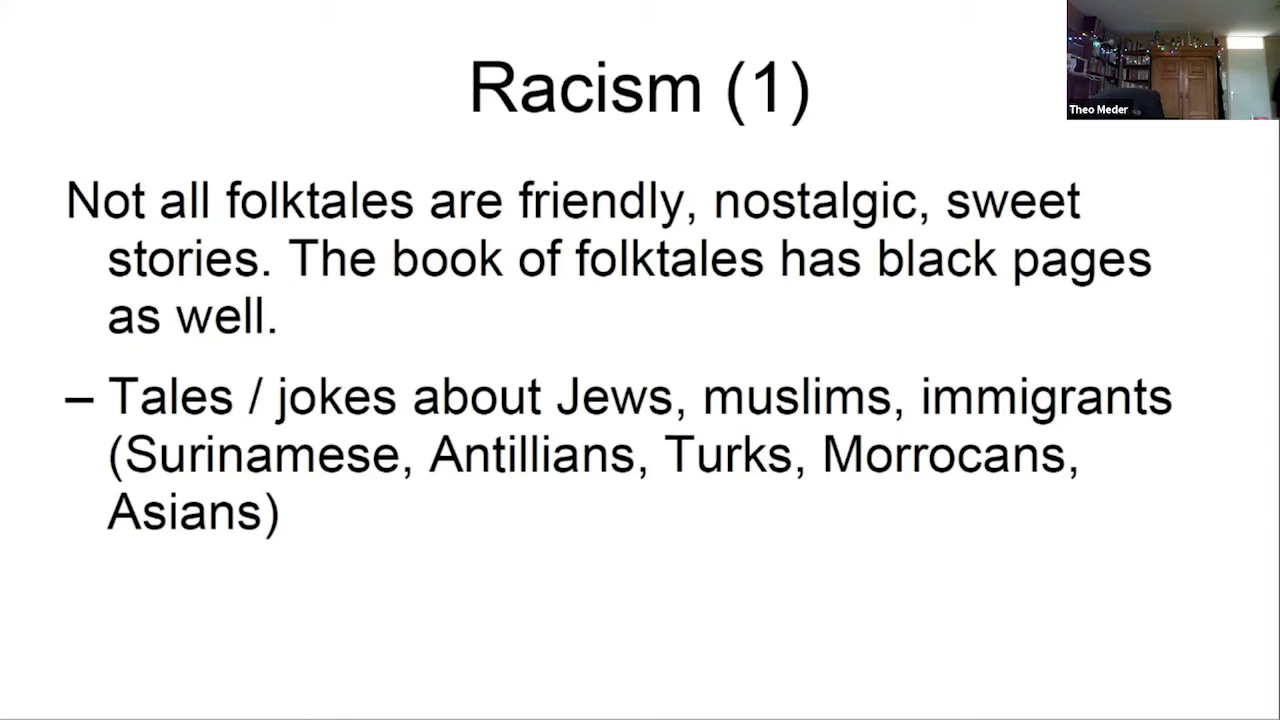 Racism (1)
Theo Meder
Not all folktales are friendly, nostalgic, sweet
stories. The book of folktales has black pages
as well.
– Tales / jokes about Jews, muslims, immigrants
(Surinamese, Antillians, Turks, Morrocans,
Asians)